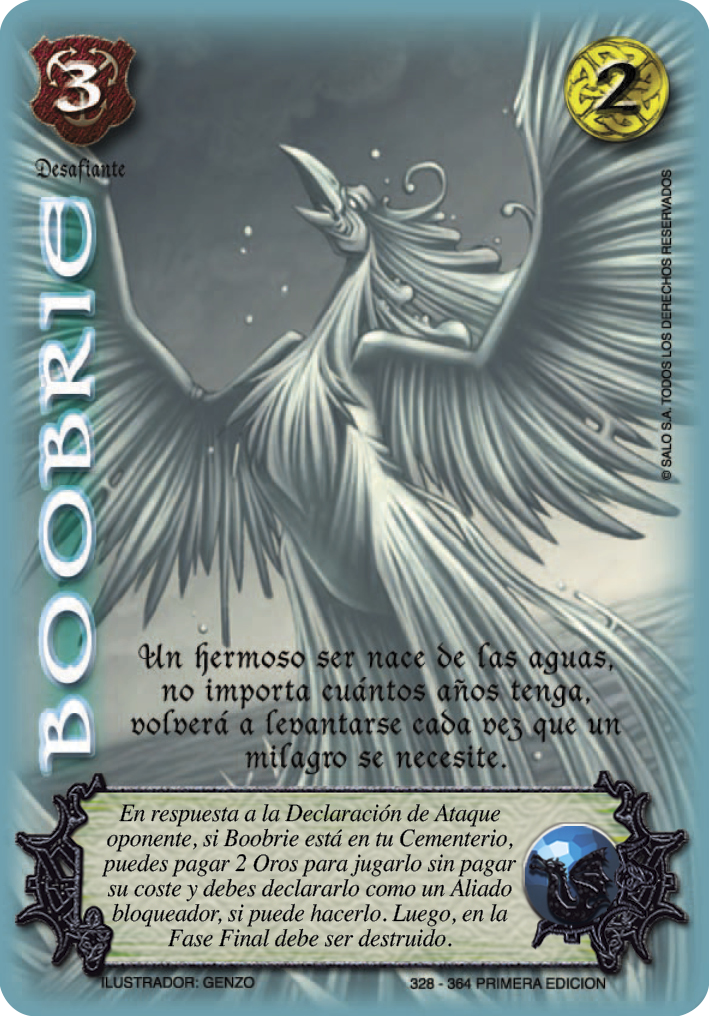 3
2
Desafiante
BOOBRIE
© SALO S.A. TODOS LOS DERECHOS RESERVADOS
Un hermoso ser nace de las aguas,
no importa cuántos años tenga,
volverá a levantarse cada vez que un
milagro se necesite.
En respuesta a la Declaración de Ataque
oponente, si Boobrie está en tu Cementerio,
puedes pagar 2 Oros para jugarlo sin pagar
su coste y debes declararlo como un Aliado
bloqueador, si puede hacerlo. Luego, en la
Fase Final debe ser destruido.
ILUSTRADOR: GENZO
328 - 364 PRIMERA EDICION